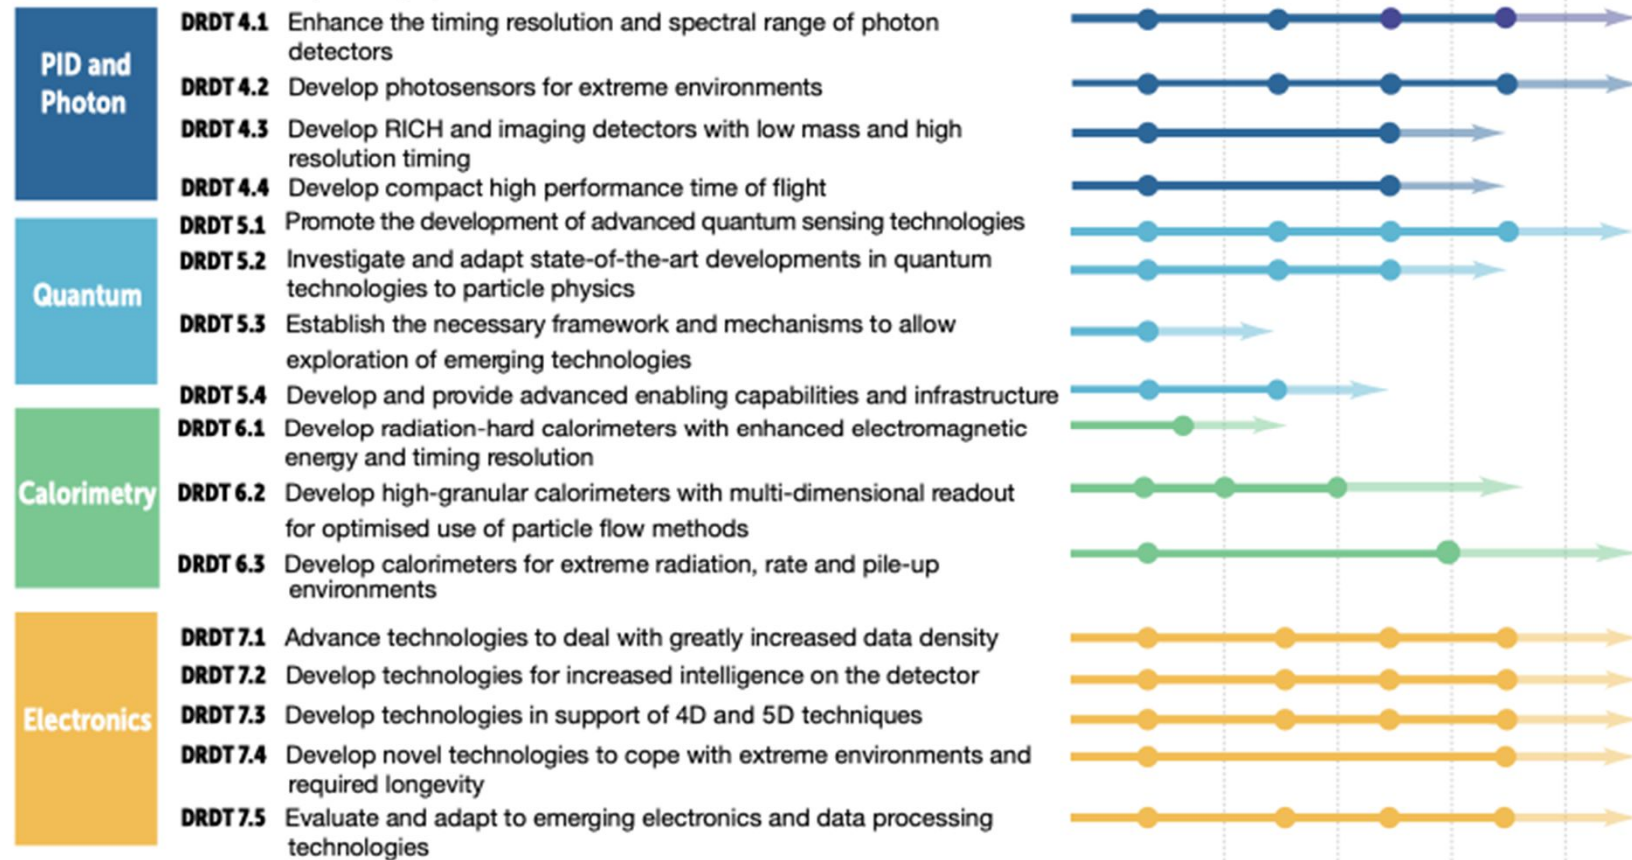 PID and
Photon
DRDT 4.1 Enhance the timing resolution and spectral range of photon
detectors
DRDT 4.2 Develop photosensors for extreme environments
DRDT 4.3 Develop RICH and imaging detectors with low mass and high
resolution timing
DRDT 4.4 Develop compact high performance time of flight
Quantum
DRDT 5.1 Promote the development of advanced quantum sensing technologies
DRDT 5.2 Investigate and adapt state-of-the-art developments in quantum
technologies to particle physics
DRDT 5.3 Establish the necessary framework and mechanisms to allow
exploration of emerging technologies
DRDT 5.4 Develop and provide advanced enabling capabilities and infrastructure
Calorimetry
DRDT 6.1 Develop radiation-hard calorimeters with enhanced electromagnetic
energy and timing resolution
DRDT 6.2 Develop high-granular calorimeters with multi-dimensional readout
for optimised use of particle flow methods
DRDT 6.3 Develop calorimeters for extreme radiation, rate and pile-up
environments
Electronics
DRDT 7.1 Advance technologies to deal with greatly increased data density
DRDT 7.2 Develop technologies for increased intelligence on the detector
DRDT 7.3 Develop technologies in support of 4D and 5D techniques
DRDT 7.4 Develop novel technologies to cope with extreme environments and
required longevity
DRDT 7.5 Evaluate and adapt to emerging electronics and data processing
technologies